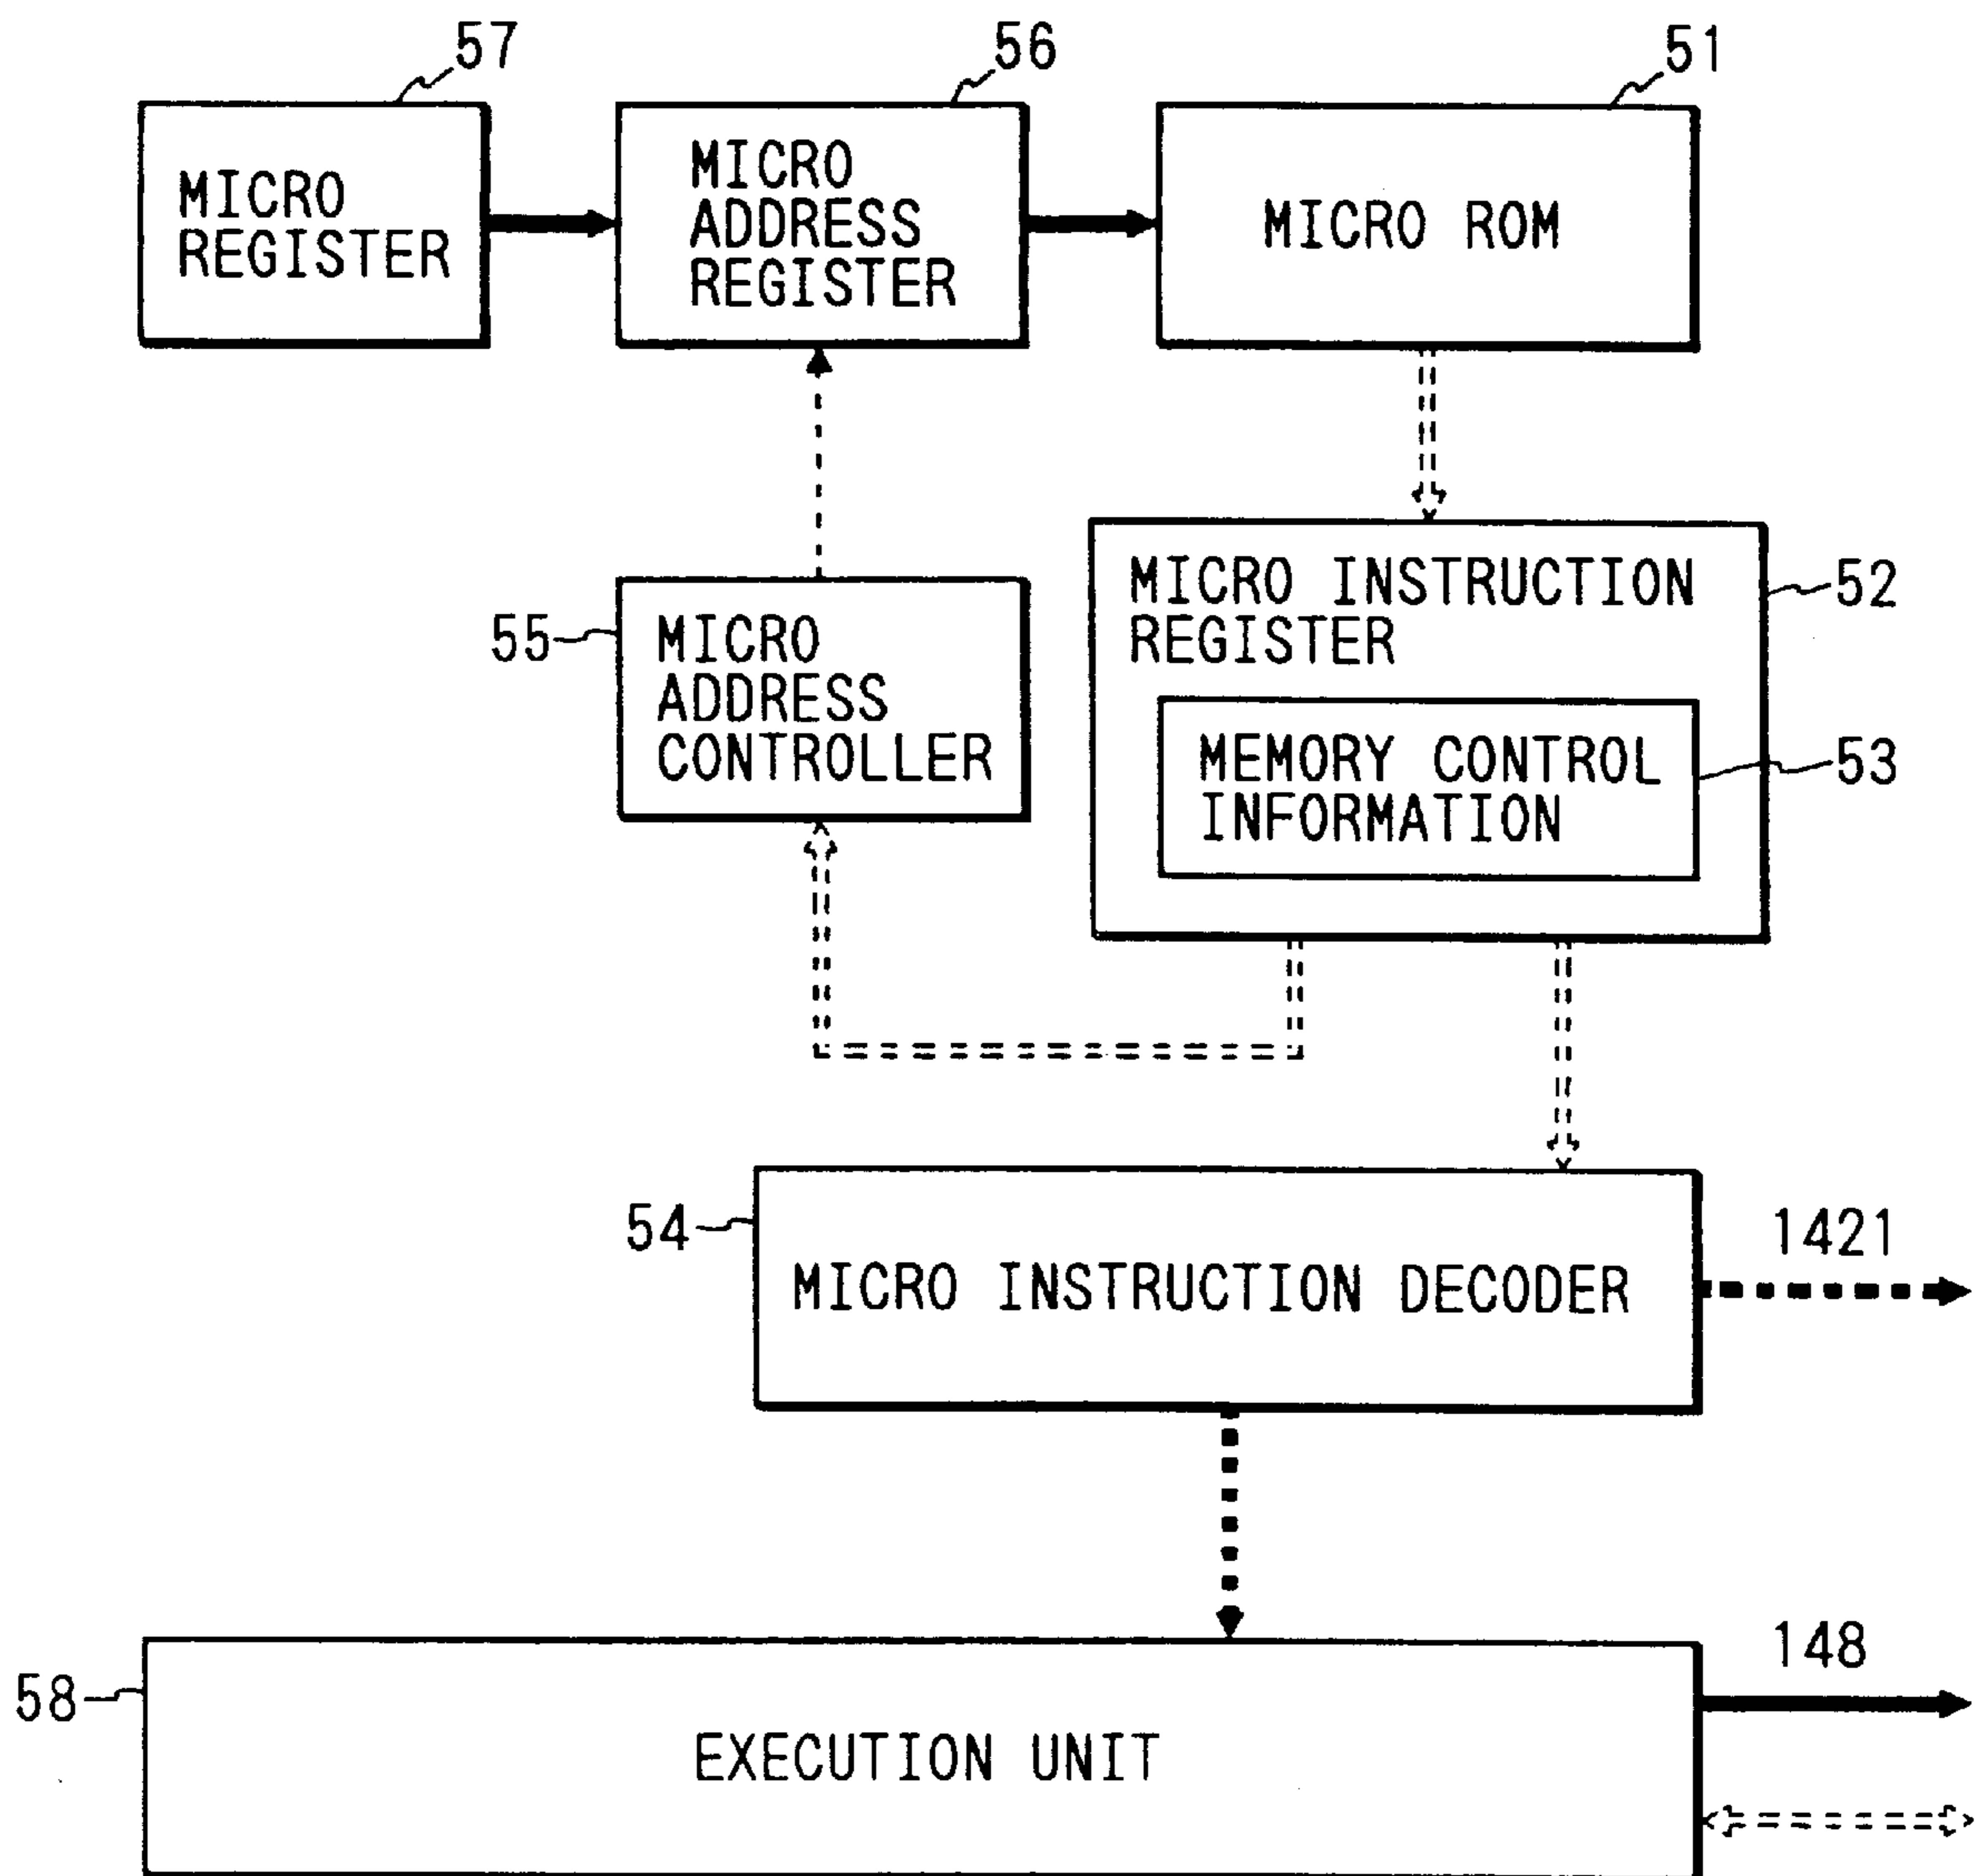 57
56
51
MICRO
REGISTER
MICRO
ADDRESS
REGISTER
MICRO ROM
55
MICRO
ADDRESS
CONTROLLER
MICRO INSTRUCTION
REGISTER
52
MEMORY CONTROL
INFORMATION
53
54
MICRO INSTRUCTION DECODER
1421
58
EXECUTION UNIT
148